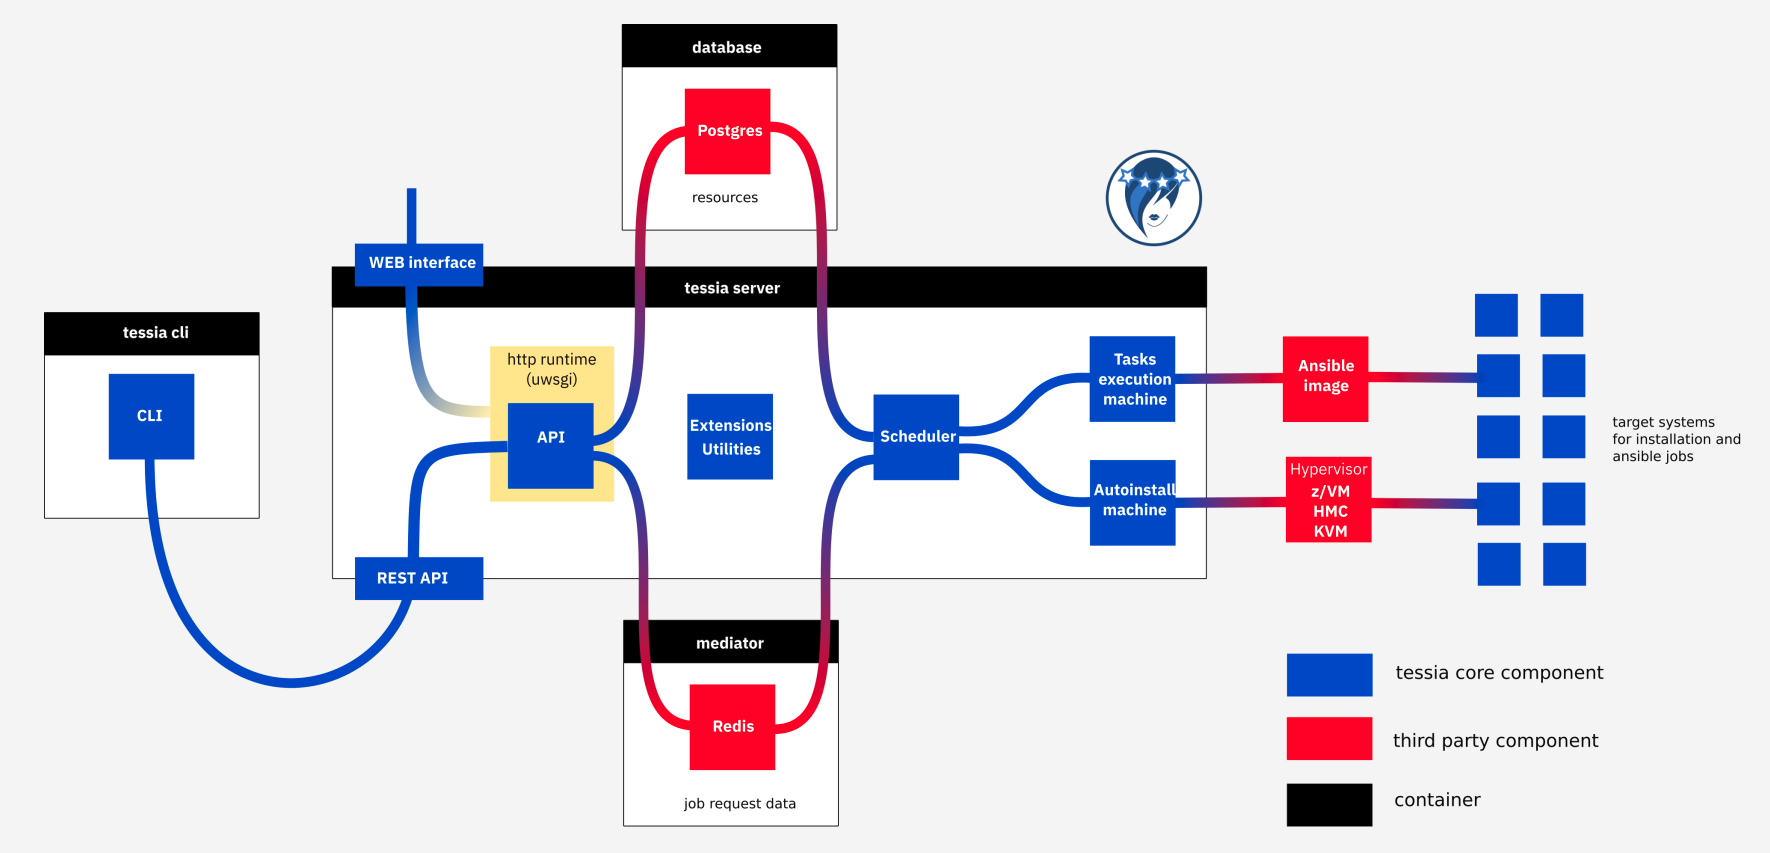 database
Postgres
resources
WEB interface
tessia server
tessia cli
CLI
http runtime
(uwsgi)
API
Extensions
Utilities
Scheduler
Tasks
execution
machine
Autoinstall
machine
Ansible
image
Hypervisor
z/VM
HMC
KVM
target systems
for installation and
ansible jobs
REST API
mediator
Redis
job request data
tessia core component
third party component
container